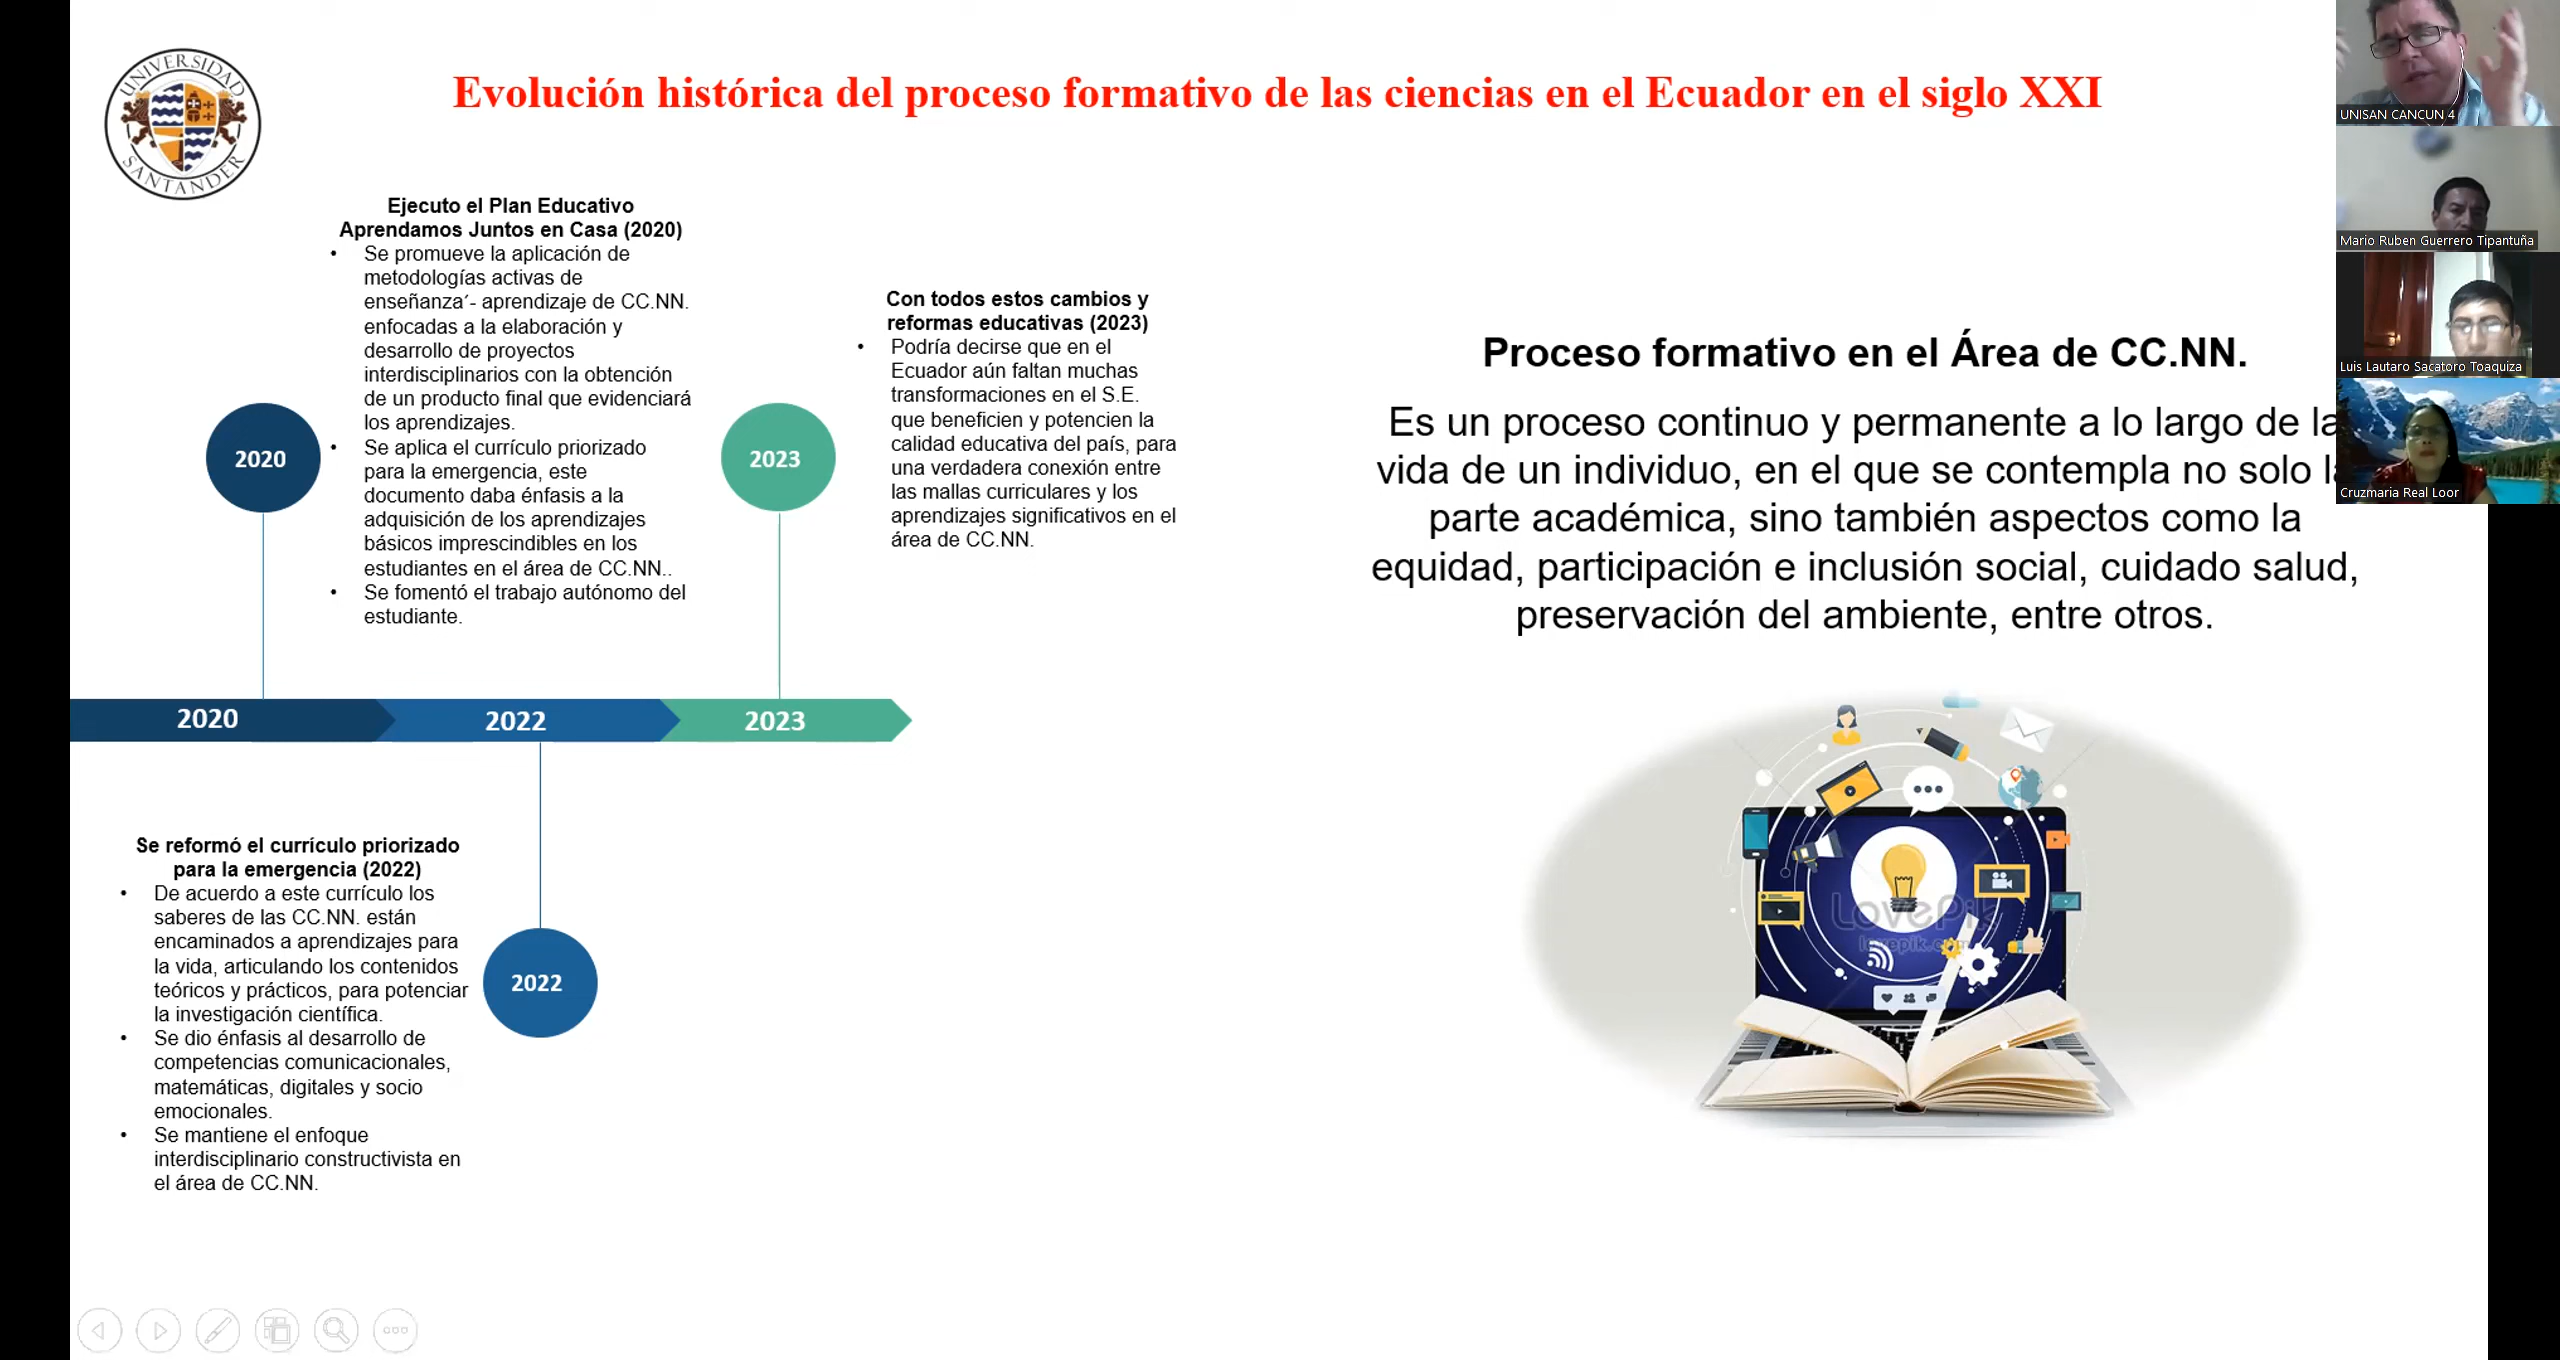 UNIVERSIDAD
SANTANDER
Evolución histórica del proceso formativo de las ciencias en el Ecuador en el siglo XXI
Ejecuto el Plan Educativo
Aprendamos Juntos en Casa (2020)
• Se promueve la aplicación de
metodologías activas de
enseñanza´- aprendizaje de CC.NN.
enfocadas a la elaboración y
desarrollo de proyectos
interdisciplinarios con la obtención
de un producto final que evidenciará
los aprendizajes.
• Se aplica el currículo priorizado
para la emergencia, este
documento daba énfasis a la
adquisición de los aprendizajes
básicos imprescindibles en los
estudiantes en el área de CC.NN..
• Se fomentó el trabajo autónomo del
estudiante.
2020
Con todos estos cambios y
reformas educativas (2023)
• Podría decirse que en el
Ecuador aún faltan muchas
transformaciones en el S.E.
que beneficien y potencien la
calidad educativa del país, para
una verdadera conexión entre
las mallas curriculares y los
aprendizajes significativos en el
área de CC.NN.
2023
2020
2022
2023
Se reformó el currículo priorizado
para la emergencia (2022)
• De acuerdo a este currículo los
saberes de las CC.NN. están
encaminados a aprendizajes para
la vida, articulando los contenidos
teóricos y prácticos, para potenciar
la investigación científica.
• Se dio énfasis al desarrollo de
competencias comunicacionales,
matemáticas, digitales y socio
emocionales.
• Se mantiene el enfoque
interdisciplinario constructivista en
el área de CC.NN.
2022
Proceso formativo en el Área de CC.NN.
Es un proceso continuo y permanente a lo largo de la
vida de un individuo, en el que se contempla no solo la
parte académica, sino también aspectos como la
equidad, participación e inclusión social, cuidado salud,
preservación del ambiente, entre otros.
LovePik
lovepik.com
UNISAN CANCUN 4
Mario Ruben Guerrero Tipantuña
Luis Lautaro Sacatoro Toaquiza
Cruzmaria Real Loor